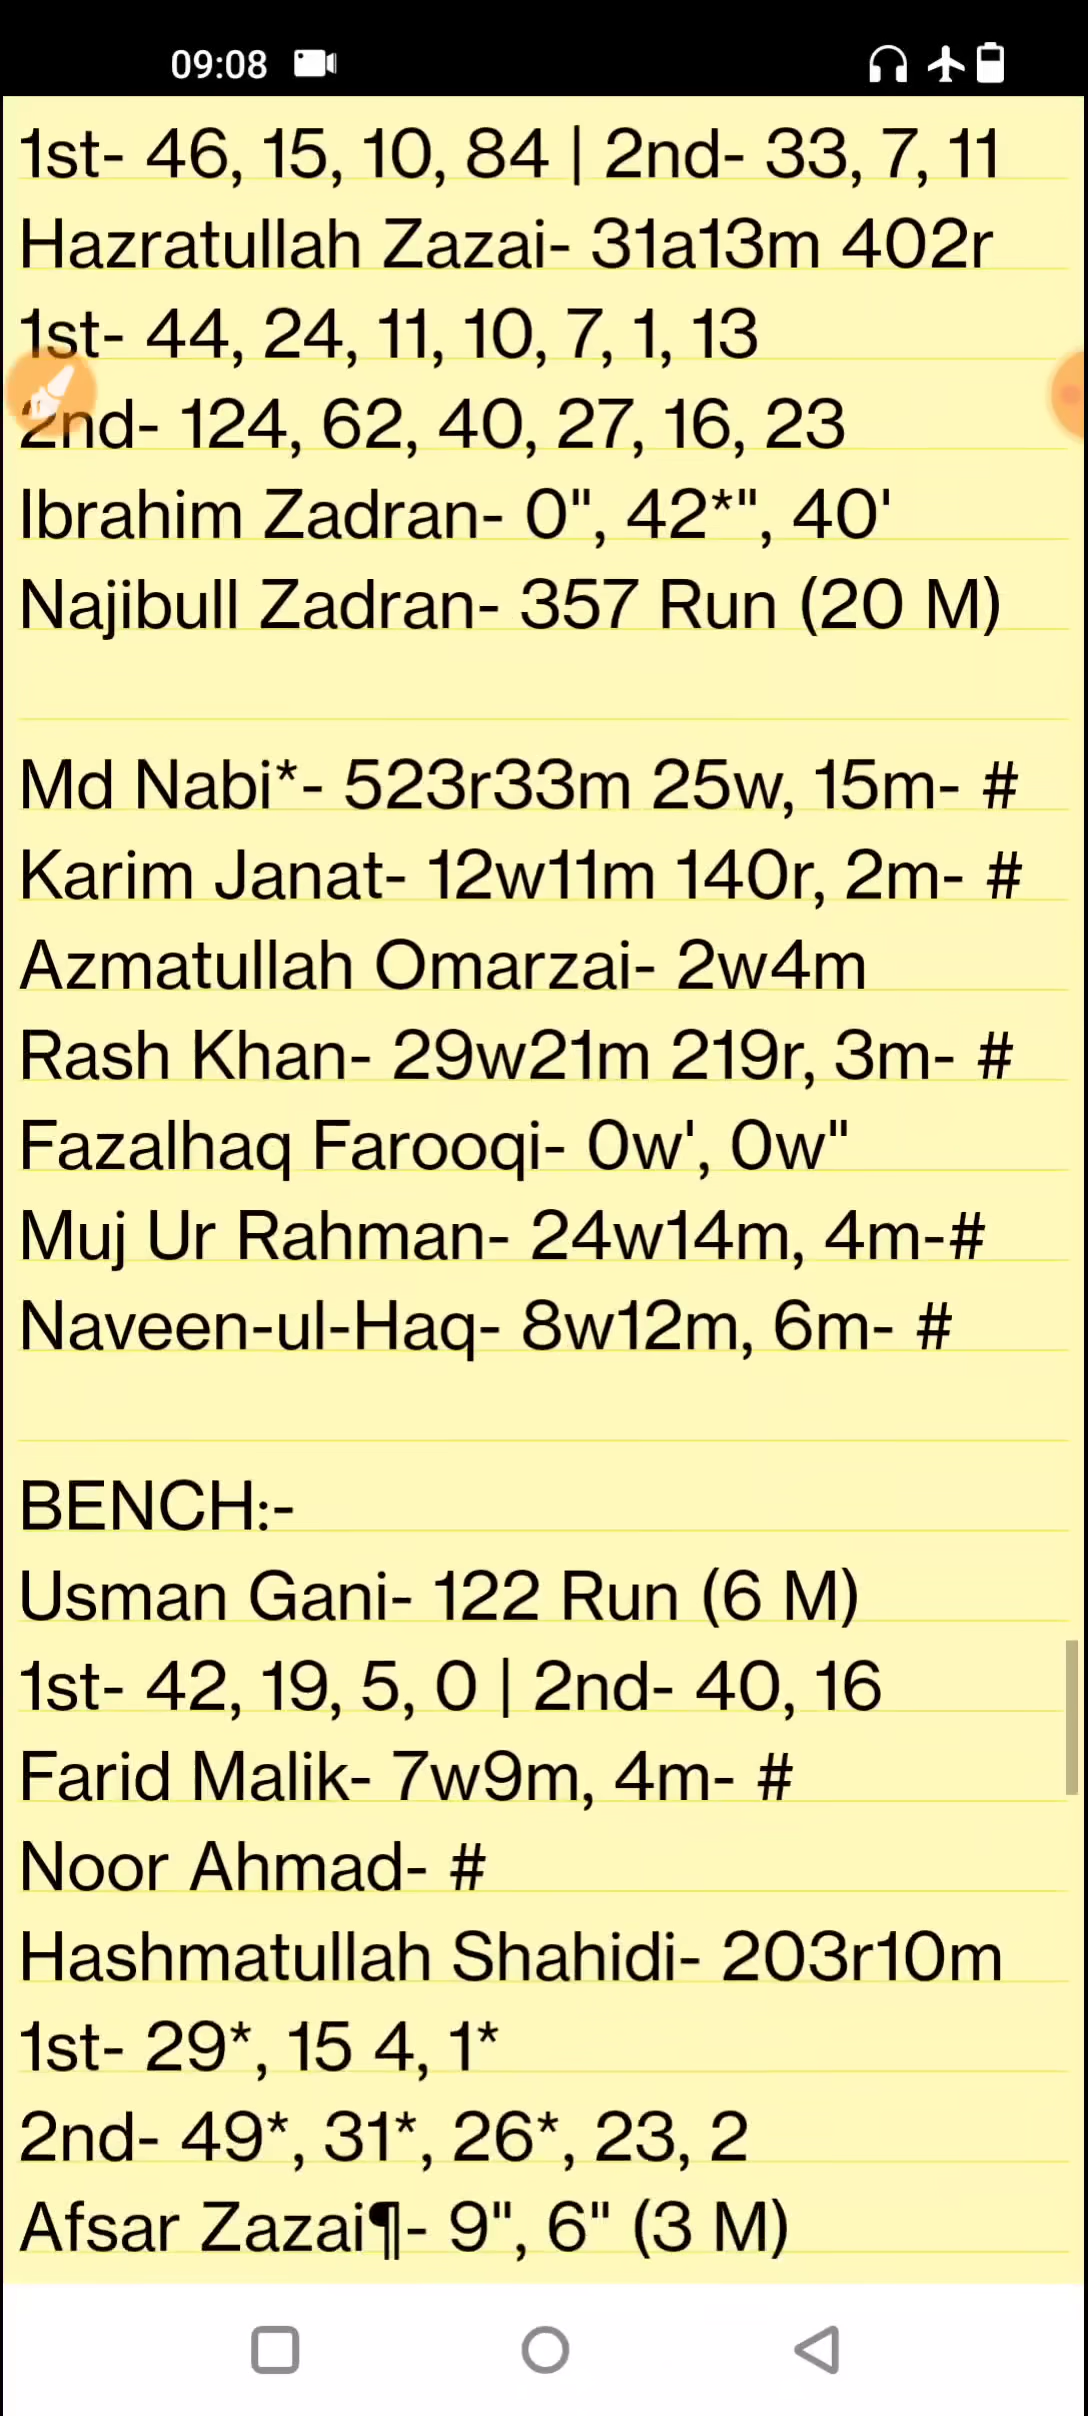 09:08
1st- 46, 15, 10, 84 | 2nd- 33, 7, 11
Hazratullah Zazai- 31a13m 402r
1st- 44, 24, 11, 10, 7, 1, 13
2nd- 124, 62, 40, 27, 16, 23
Ibrahim Zadran- 0", 42*", 40'
Najibull Zadran- 357 Run (20 M)
Md Nabi*- 523r33m 25w, 15m- #
Karim Janat- 12w11m 140r, 2m- #
Azmatullah Omarzai- 2w4m
Rash Khan- 29w21m 219r, 3m- #
Fazalhaq Farooqi- 0w', 0w"
Muj Ur Rahman- 24w14m, 4m-#
Naveen-ul-Haq- 8w12m, 6m- #
BENCH:-
Usman Gani- 122 Run (6 M)
1st- 42, 19, 5, 0 | 2nd- 40, 16
Farid Malik- 7w9m, 4m- #
Noor Ahmad- #
Hashmatullah Shahidi- 203r10m
1st- 29*, 15 4, 1*
2nd- 49*, 31*, 26*, 23, 2
Afsar Zazai¶- 9", 6" (3 M)